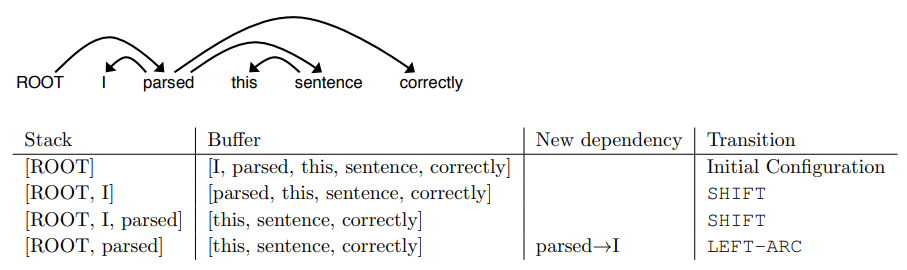 ROOT I parsed this sentence correctly
Stack Buffer New dependency Transition
[ROOT] [I, parsed, this, sentence, correctly] Initial Configuration
[ROOT, I] [parsed, this, sentence, correctly] SHIFT
[ROOT, I, parsed] [this, sentence, correctly] SHIFT
[ROOT, parsed] [this, sentence, correctly] parsed→I LEFT-ARC